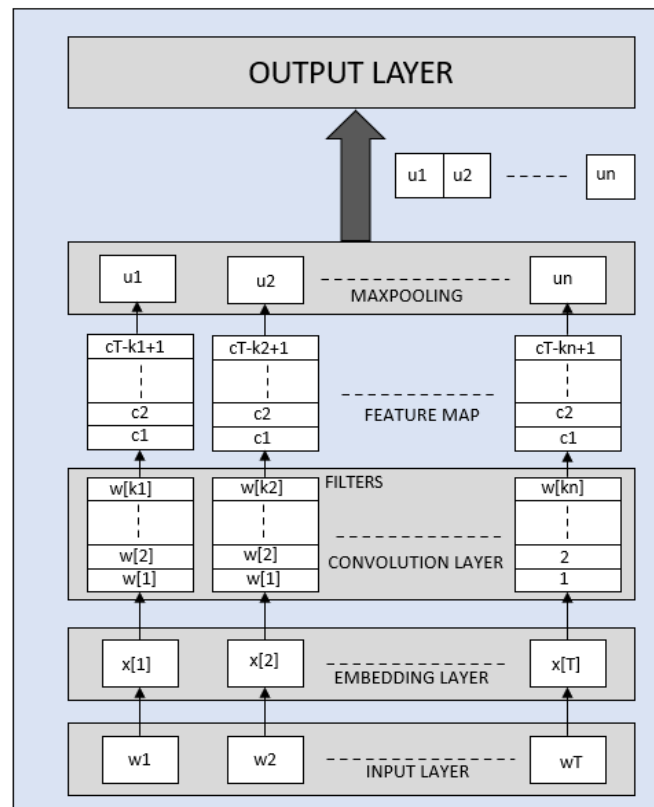 OUTPUT LAYER
u1 u2 un
u1 u2 un
MAXPOOLING
cT-k1+1 cT-k2+1 cT-kn+1
FEATURE MAP
c2 c2 c2
c1 c1 c1
FILTERS
w[k1] w[k2] w[kn]
CONVOLUTION LAYER
w[2] w[2] 2
w[1] w[1] 1
x[1] x[2] x[T]
EMBEDDING LAYER
w1 w2 wT
INPUT LAYER